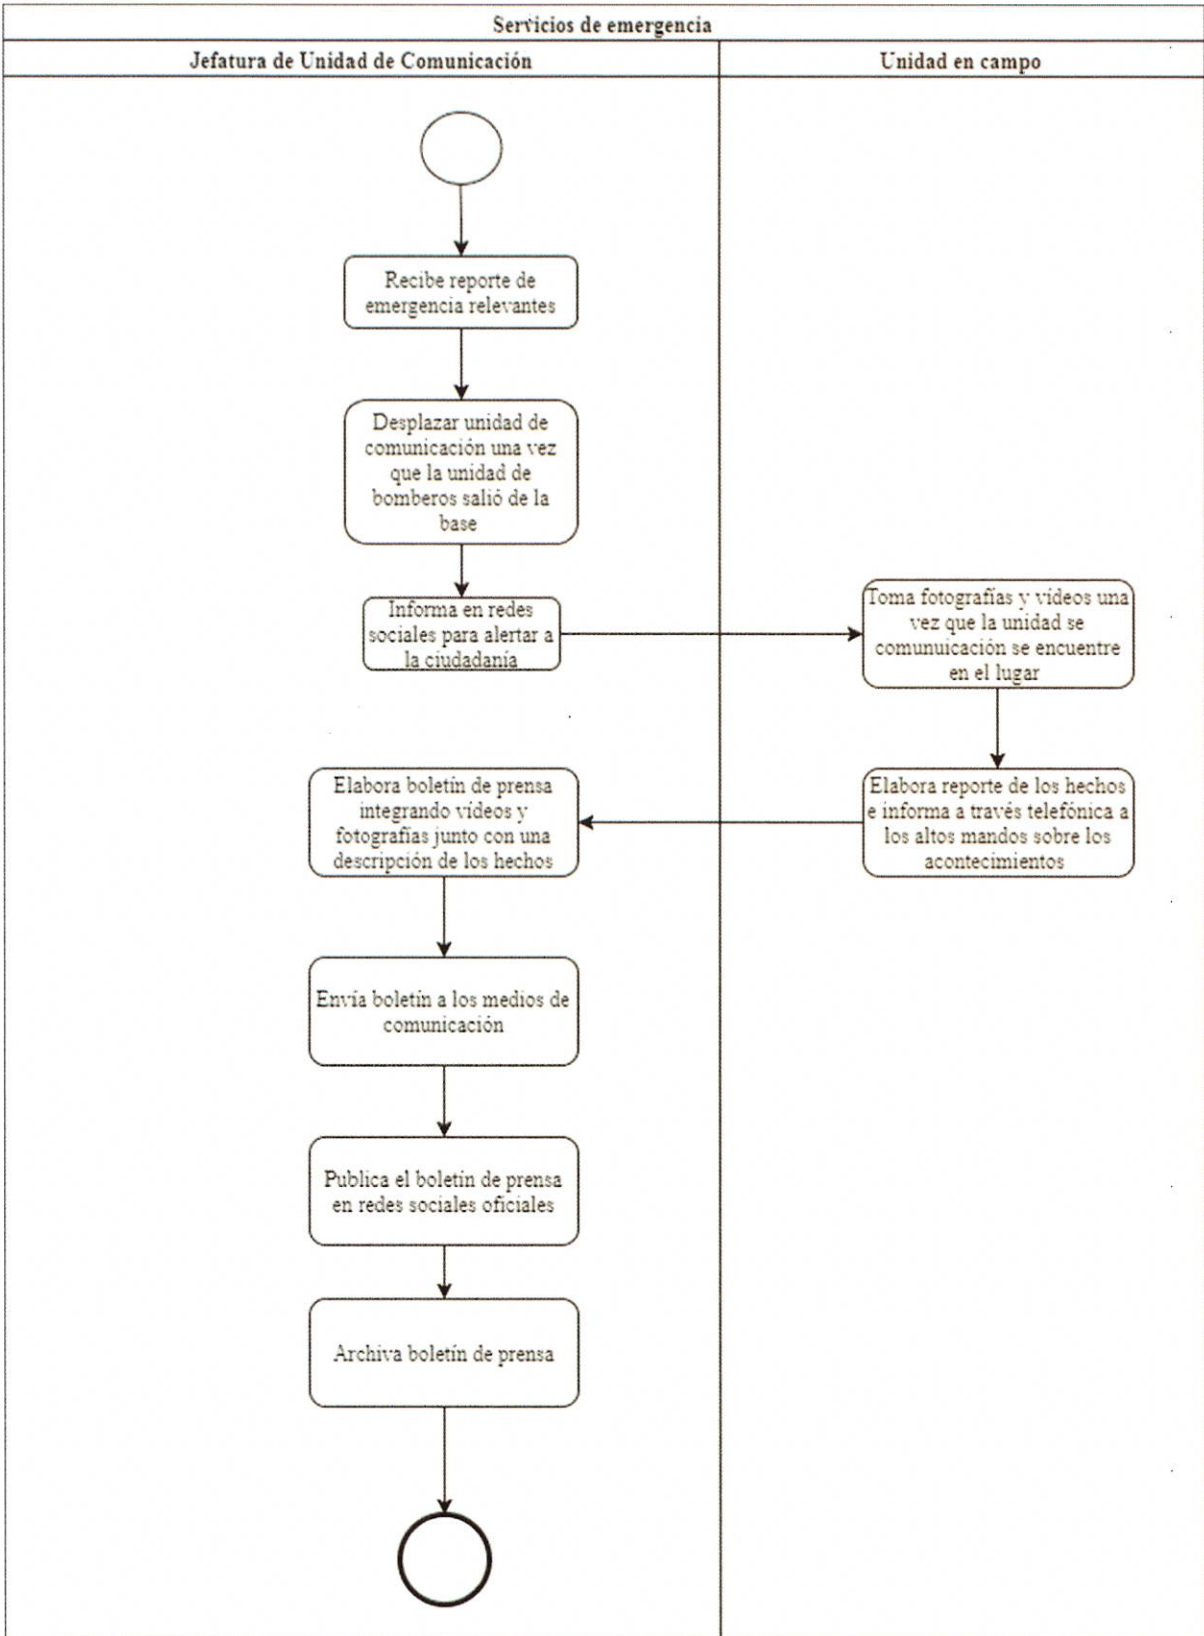 Servicios de emergencia
Jefatura de Unidad de Comunicación
Unidad en campo
Recibe reporte de
emergencia relevantes
Desplazar unidad de
comunicación una vez
que la unidad de
bomberos salió de la
base
Informa en redes
sociales para alertar a
la ciudadanía
Toma fotografías y vídeos una
vez que la unidad se
comunuicación se encuentre
en el lugar
Elabora reporte de los hechos
e informa a través telefónica a
los altos mandos sobre los
acontecimientos
Elabora boletín de prensa
integrando vídeos y
fotografías junto con una
descripción de los hechos
Envía boletín a los medios de
comunicación
Publica el boletín de prensa
en redes sociales oficiales
Archiva boletín de prensa